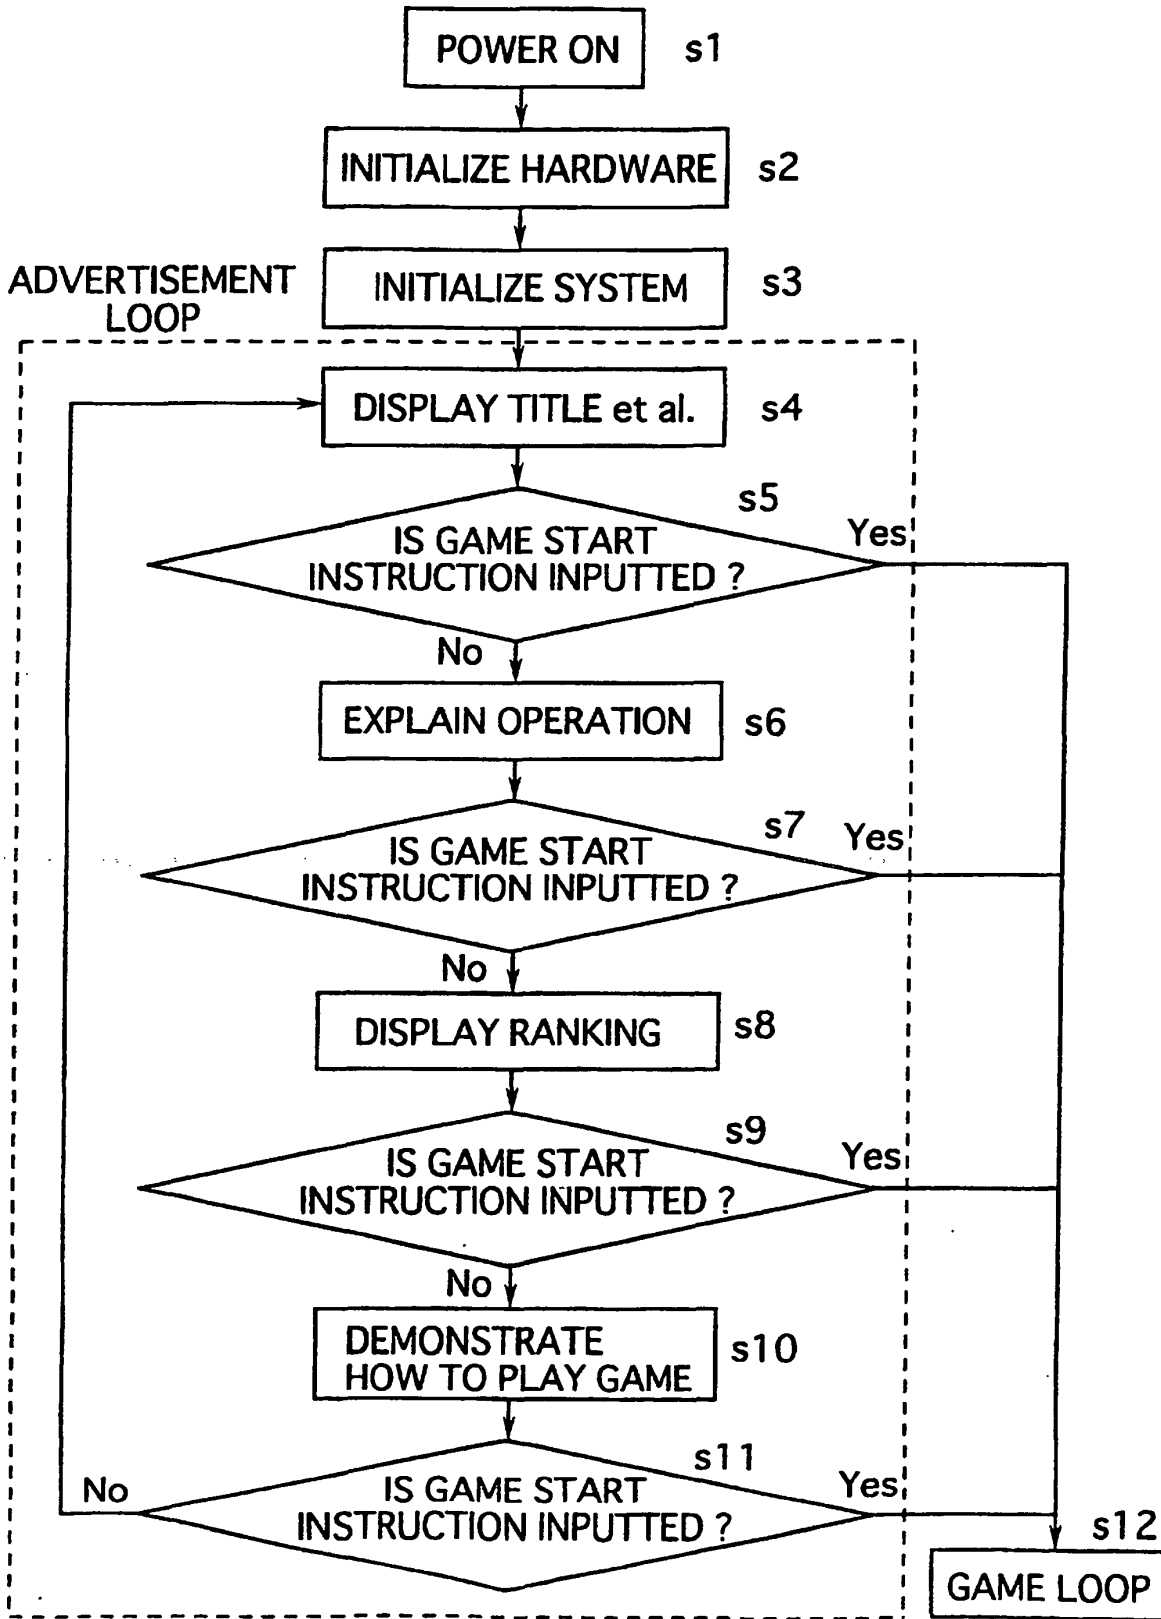 POWER ON s1
INITIALIZE HARDWARE s2
ADVERTISEMENT
LOOP
INITIALIZE SYSTEM s3
DISPLAY TITLE et al. s4
s5
IS GAME START
INSTRUCTION INPUTTED ?
Yes
No
EXPLAIN OPERATION s6
s7
IS GAME START
INSTRUCTION INPUTTED ?
Yes
No
DISPLAY RANKING s8
s9
IS GAME START
INSTRUCTION INPUTTED ?
Yes
No
DEMONSTRATE
HOW TO PLAY GAME
s10
s11
IS GAME START
INSTRUCTION INPUTTED ?
Yes
No
s12
GAME LOOP